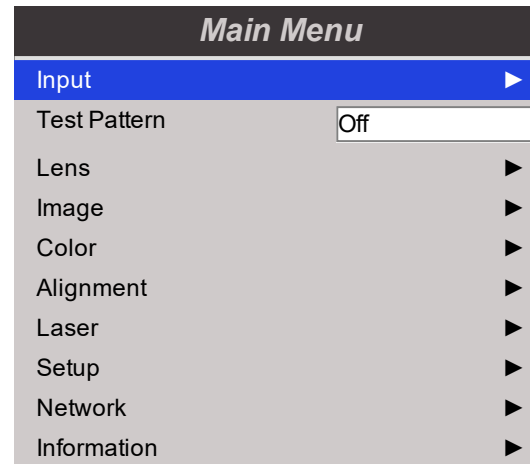 Main Menu
Input ►
Test Pattern Off
Lens ►
Image ►
Color ►
Alignment ►
Laser ►
Setup ►
Network ►
Information ►